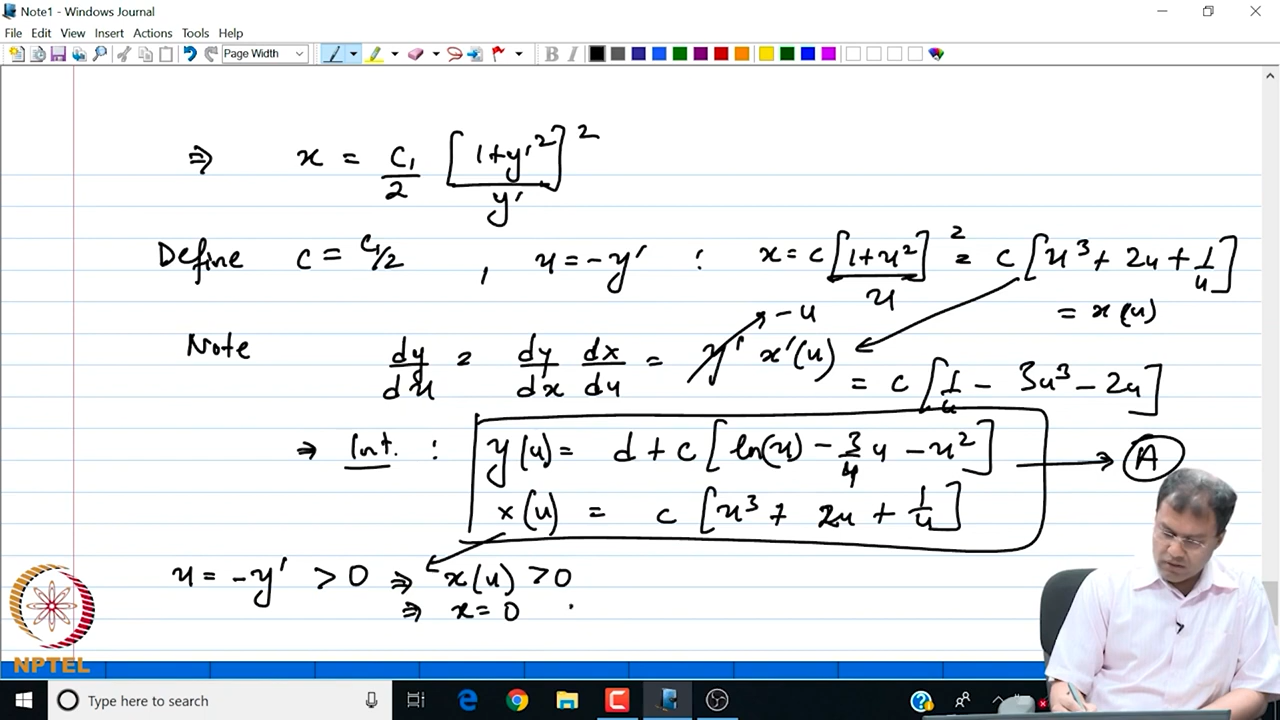 Note1 - Windows Journal
File Edit View Insert Actions Tools Help
Page Width
B I
⇒ x = C₁/2 [1+y'²]²/y'
Define c = C₁/2 , u = -y' : x = c[1+u²]²/u = c[u³ + 2u + 1/u]
= x(u)
Note dy/du = dy/dx dx/du = y' x'(u)
-u
= c[1/u - 3u³ - 2u]
⇒ Int. : y(u) = d + c[ln(u) - 3/4 u - u²] → A
x(u) = c[u³ + 2u + 1/u]
u = -y' > 0 ⇒ x(u) > 0
⇒ x = 0
NPTEL
Type here to search